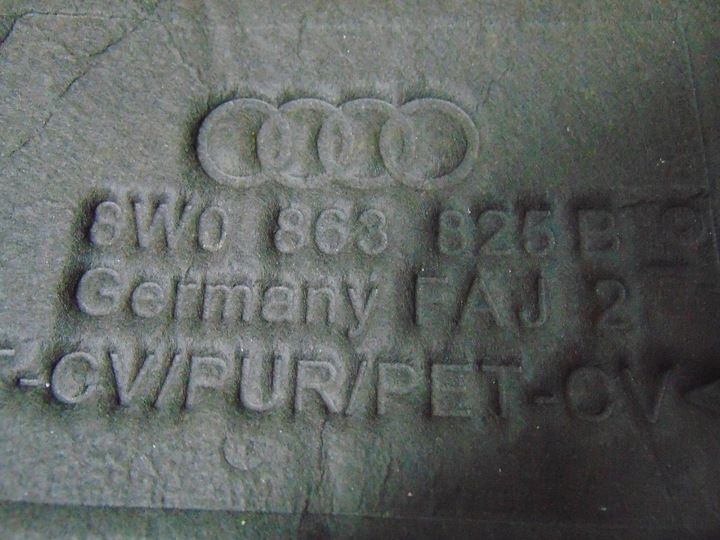 8W0 863 825 B
Germany FAJ 2
-CV/PUR/PET-CV<